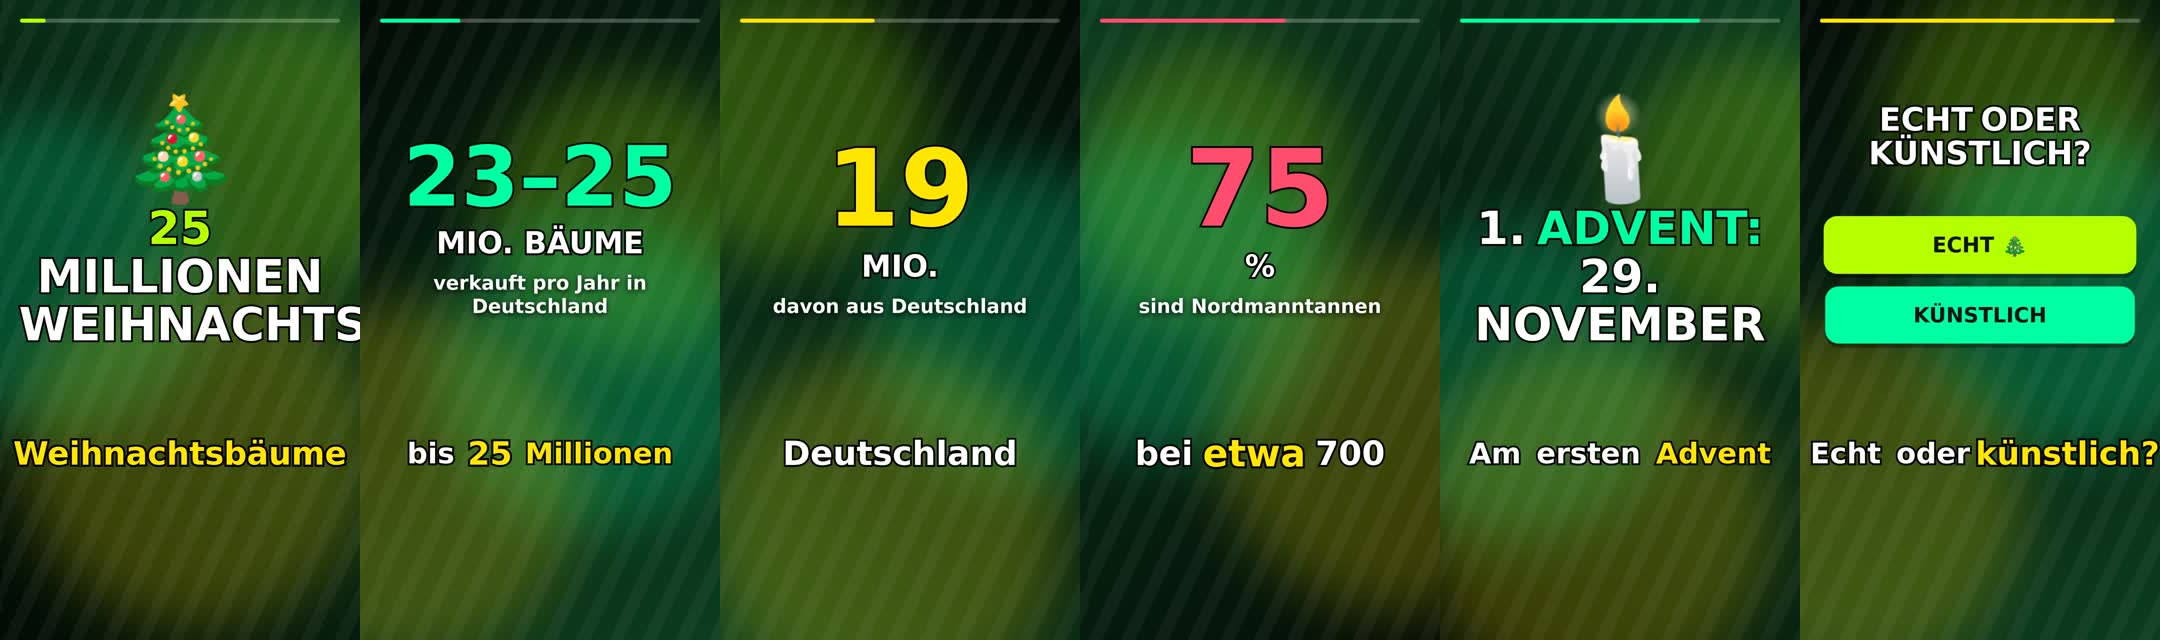 25
MILLIONEN
WEIHNACHTS
Weihnachtsbäume
23–25
MIO. BÄUME
verkauft pro Jahr in
Deutschland
bis 25 Millionen
19
MIO.
davon aus Deutschland
Deutschland
75
%
sind Nordmanntannen
bei etwa 700
1. ADVENT:
29.
NOVEMBER
Am ersten Advent
ECHT ODER
KÜNSTLICH?
ECHT 🎄
KÜNSTLICH
Echt oder künstlich?